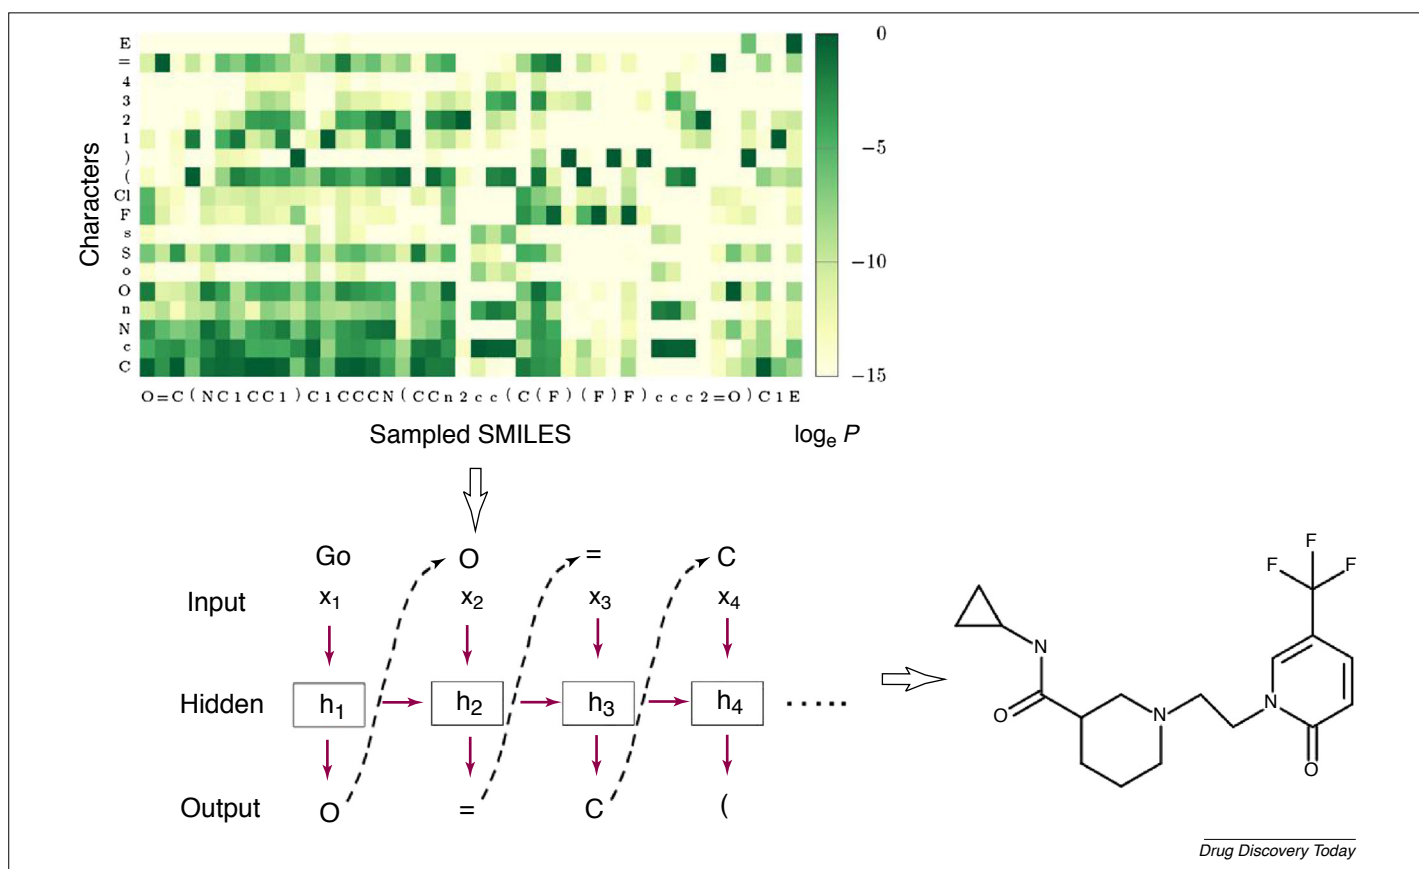 E
=
4
3
2
1
)
(
Cl
F
s
S
o
O
n
N
c
C
Characters
0
−5
−10
−15
O=C(NC1CC1)C1CCCN(CCn2cc(C(F)(F)F)ccc2=O)C1E
Sampled SMILES
logₑ P
Go
O
=
C
Input
x₁
x₂
x₃
x₄
Hidden
h₁
h₂
h₃
h₄
.....
Output
O
=
C
(
F
F
F
N
O
N
N
O
Drug Discovery Today